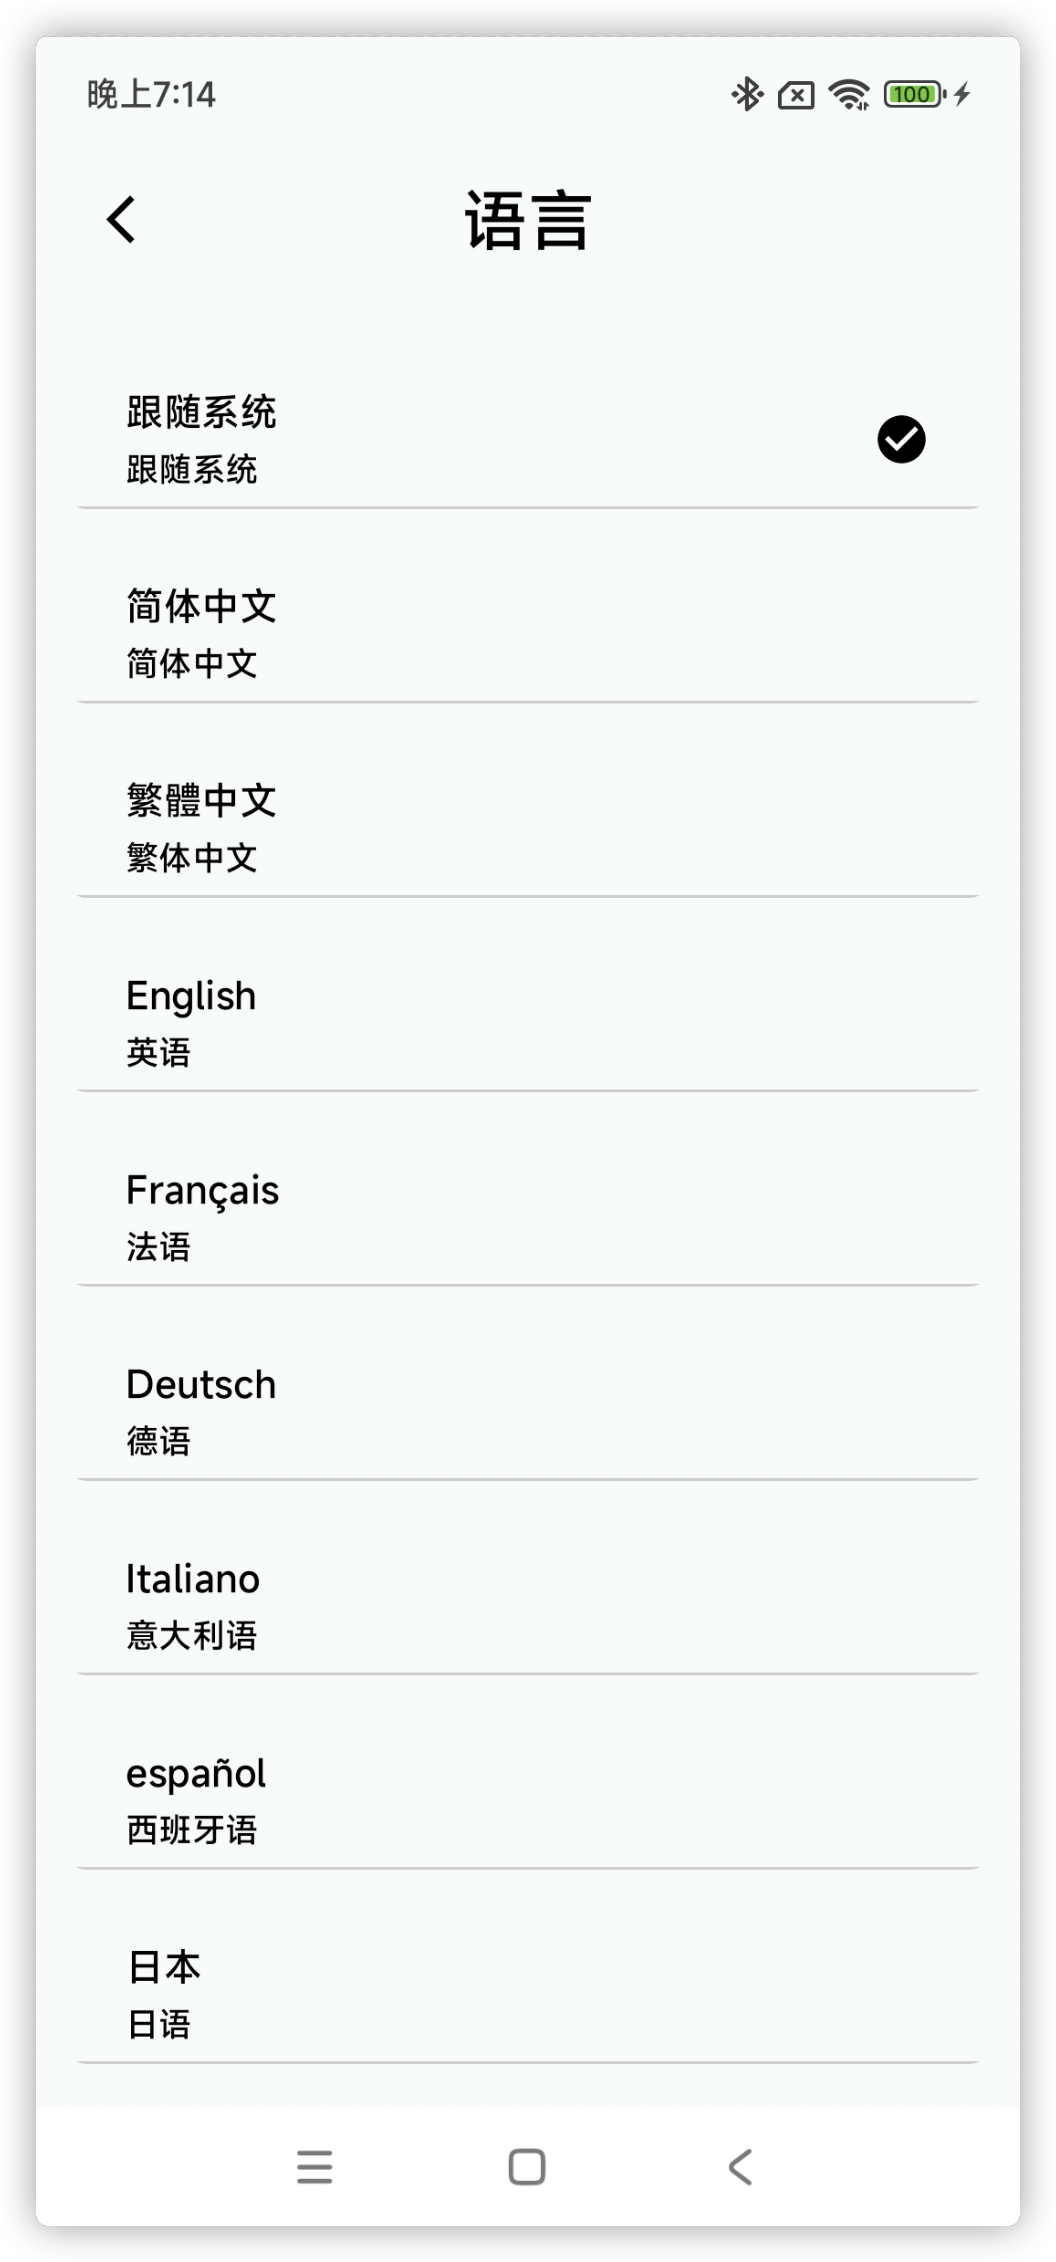 晚上7:14
100
语言
跟随系统
跟随系统
简体中文
简体中文
繁體中文
繁体中文
English
英语
Français
法语
Deutsch
德语
Italiano
意大利语
español
西班牙语
日本
日语